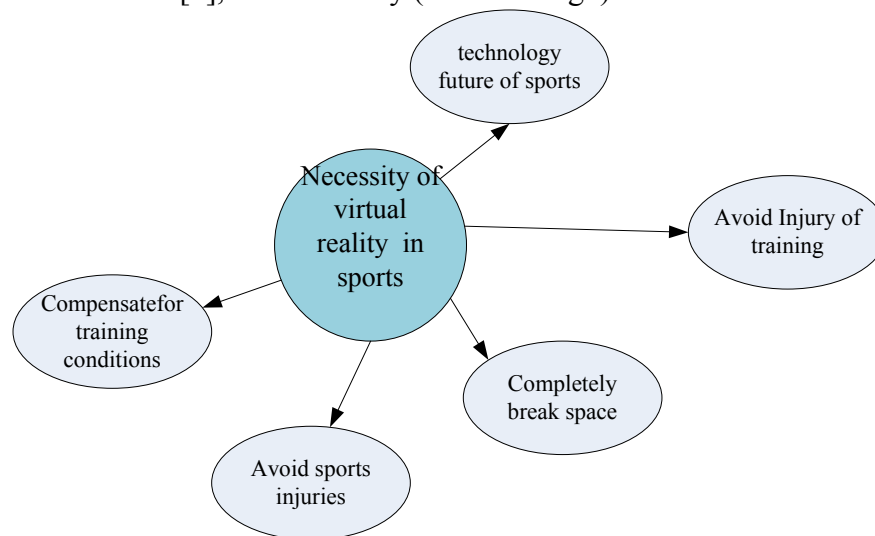 technology
future of sports
Necessity of
virtual
reality in
sports
Avoid Injury of
training
Compensatefor
training
conditions
Completely
break space
Avoid sports
injuries